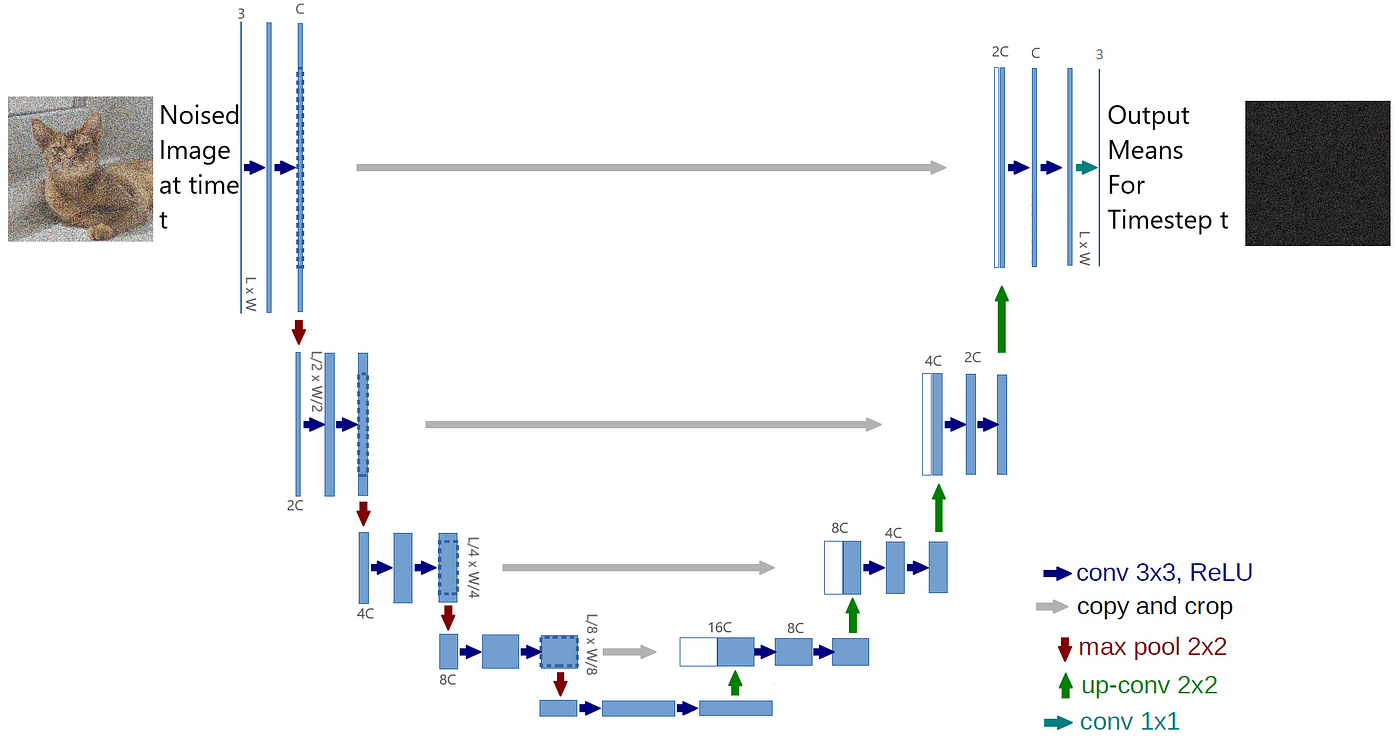 3
C
Noised
Image
at time
t
L x W
2C
C
3
Output
Means
For
Timestep t
L x W
L/2 x W/2
2C
4C
2C
L/4 x W/4
4C
8C
4C
L/8 x W/8
8C
16C
8C
conv 3x3, ReLU
copy and crop
max pool 2x2
up-conv 2x2
conv 1x1